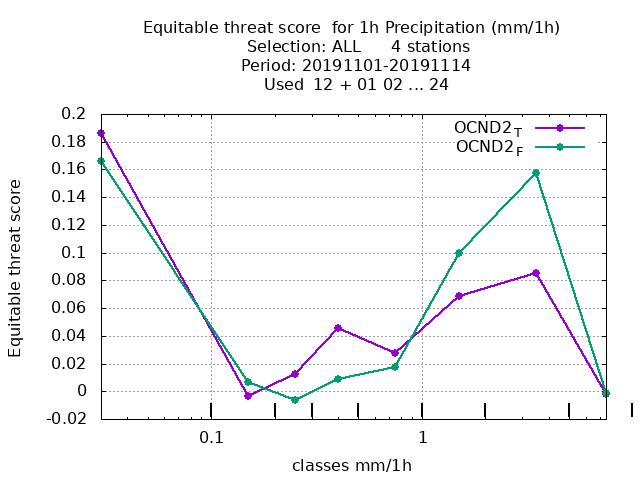 Equitable threat score  for 1h Precipitation (mm/1h)
Selection: ALL      4 stations
Period: 20191101-20191114
Used  12 + 01 02 ... 24
OCND2T
OCND2F
0.2
0.18
0.16
0.14
0.12
0.1
0.08
0.06
0.04
0.02
0
-0.02
Equitable threat score
0.1
1
classes mm/1h